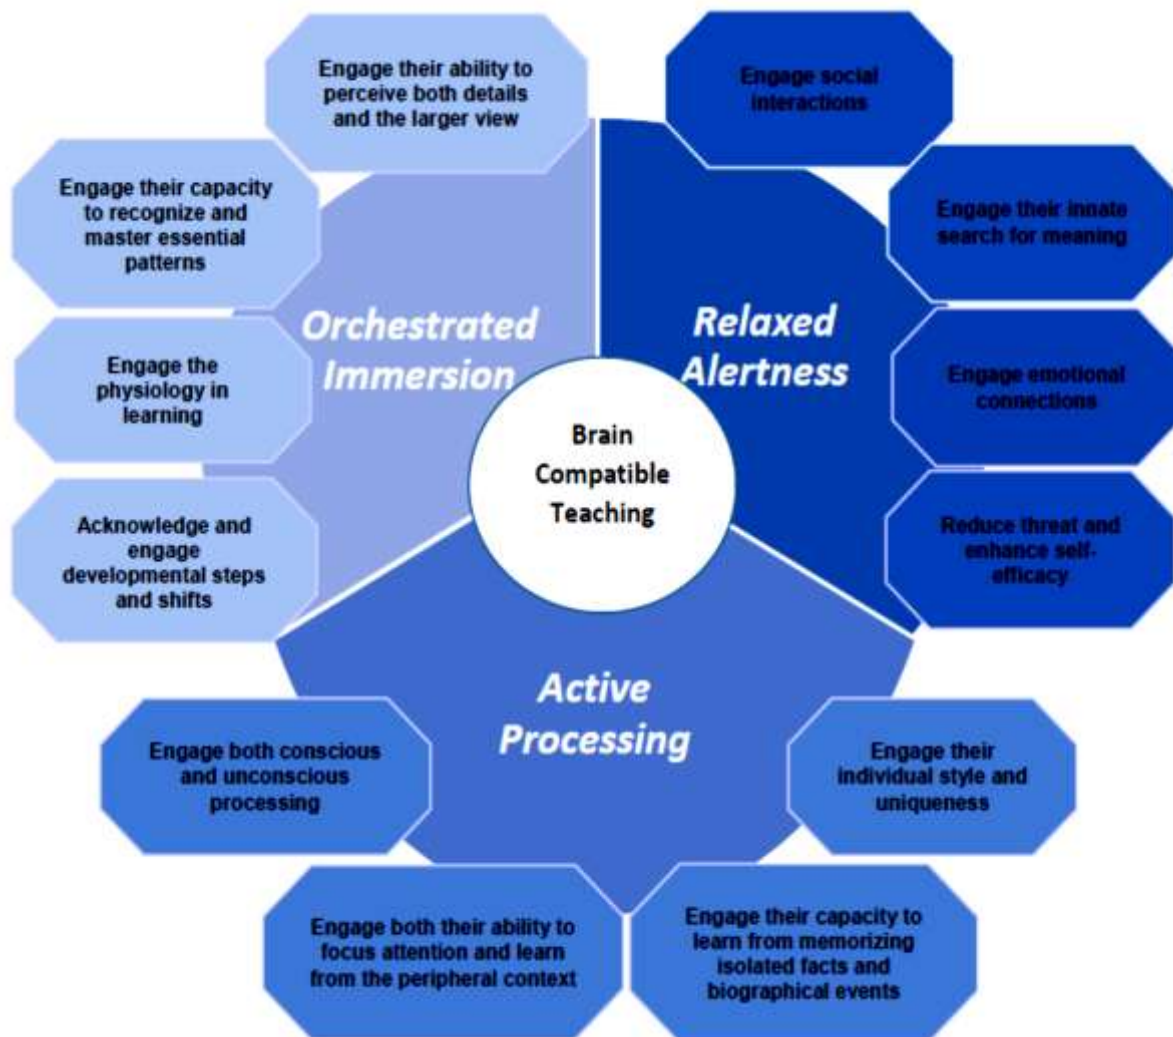 Engage their ability to
perceive both details
and the larger view
Engage social
interactions
Engage their capacity
to recognize and
master essential
patterns
Engage their innate
search for meaning
Orchestrated
Immersion
Relaxed
Alertness
Engage the
physiology in
learning
Engage emotional
connections
Brain
Compatible
Teaching
Acknowledge and
engage
developmental steps
and shifts
Reduce threat and
enhance self-
efficacy
Active
Processing
Engage both conscious
and unconscious
processing
Engage their
individual style and
uniqueness
Engage both their ability to
focus attention and learn
from the peripheral context
Engage their capacity to
learn from memorizing
isolated facts and
biographical events